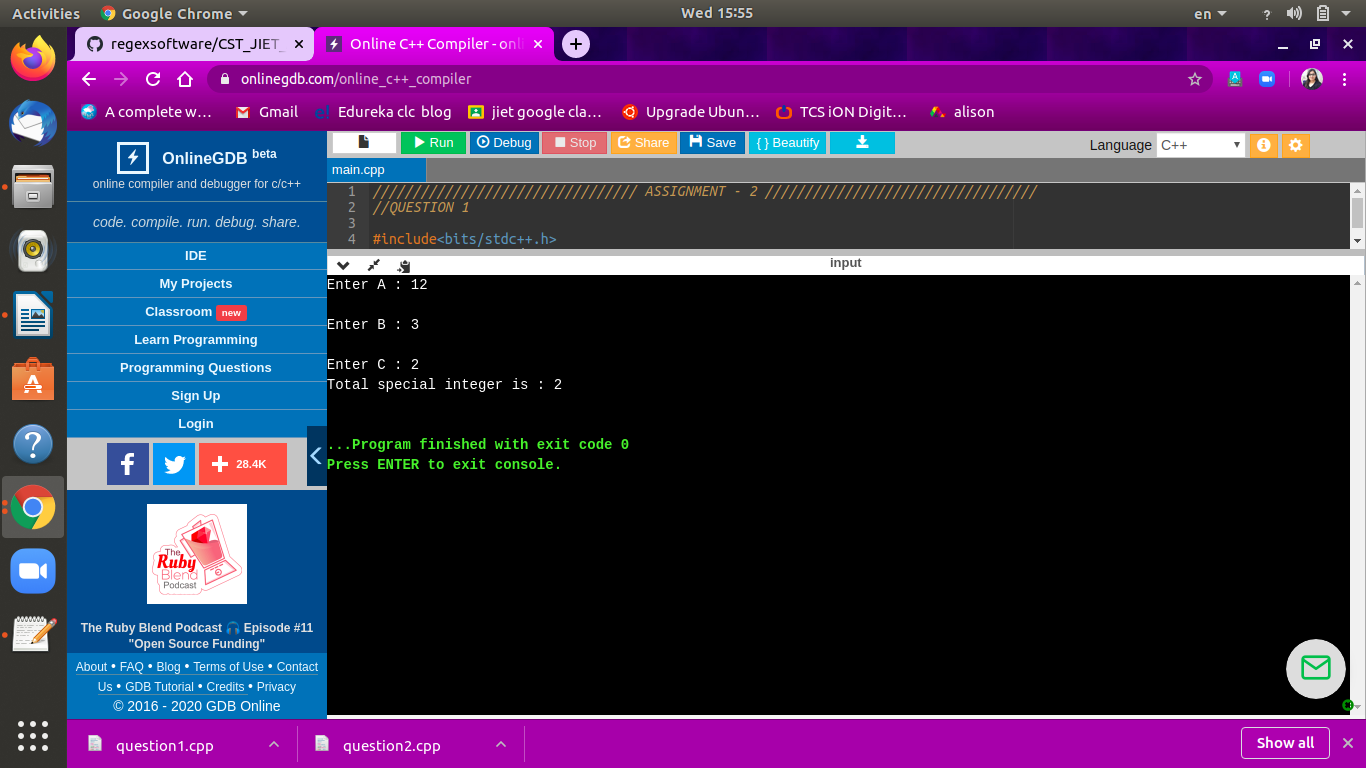 Activities Google Chrome Wed 15:55 en ?
regexsoftware/CST_JIET_ Online C++ Compiler - onli
onlinegdb.com/online_c++_compiler
A complete w… Gmail Edureka clc blog jiet google cla… Upgrade Ubun… TCS iON Digit… alison
OnlineGDB beta
online compiler and debugger for c/c++
code. compile. run. debug. share.
IDE
My Projects
Classroom new
Learn Programming
Programming Questions
Sign Up
Login
28.4K
The Ruby Blend Podcast
The Ruby Blend Podcast 🎧 Episode #11
"Open Source Funding"
About • FAQ • Blog • Terms of Use • Contact
Us • GDB Tutorial • Credits • Privacy
© 2016 - 2020 GDB Online
Run Debug Stop Share Save { } Beautify Language C++
main.cpp
1 ///////////////////////////////// ASSIGNMENT - 2 //////////////////////////////////
2 //QUESTION 1
3
4 #include<bits/stdc++.h>
input
Enter A : 12
Enter B : 3
Enter C : 2
Total special integer is : 2
...Program finished with exit code 0
Press ENTER to exit console.
question1.cpp question2.cpp Show all